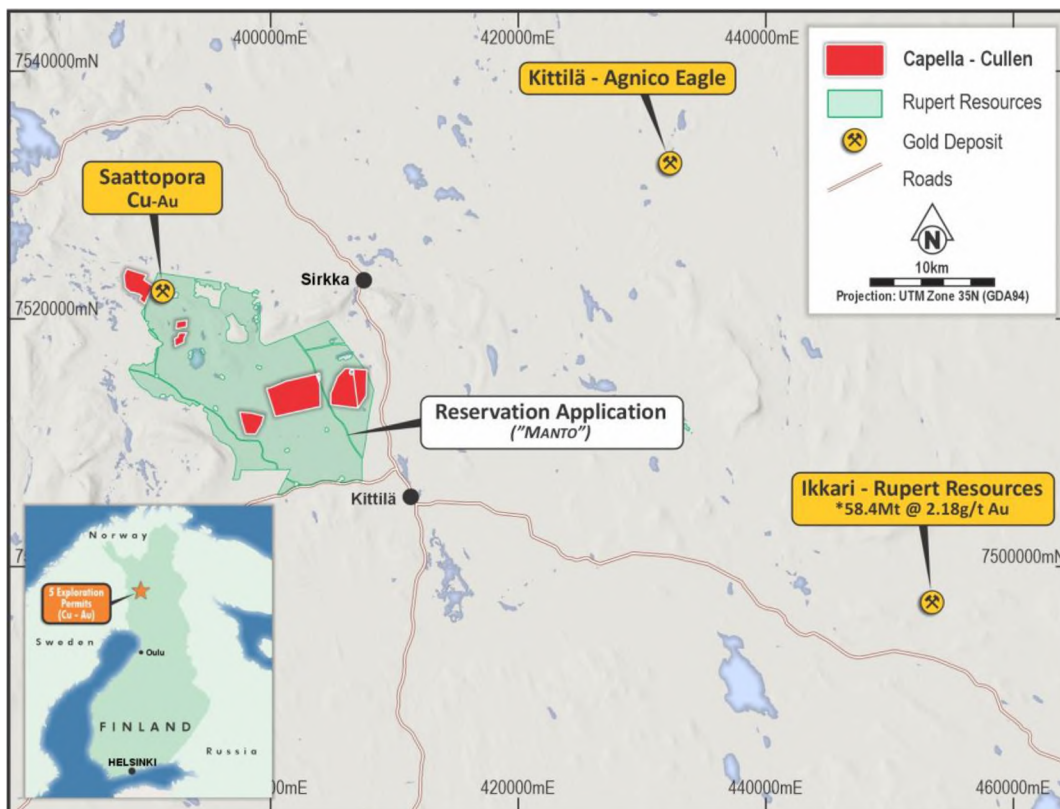 400000mE
420000mE
440000mE
7540000mN
Kittilä - Agnico Eagle
Capella - Cullen
Rupert Resources
Gold Deposit
Roads
N
10km
Projection: UTM Zone 35N (GDA94)
Saattopora
Cu-Au
Sirkka
7520000mN
7520000mN
Reservation Application
("MANTO")
Kittilä
Ikkari - Rupert Resources
*58.4Mt @ 2.18g/t Au
7500000mN
Norway
5 Exploration
Permits
(Cu - Au)
Sweden
Oulu
FINLAND
Russia
HELSINKI
420000mE
440000mE
460000mE